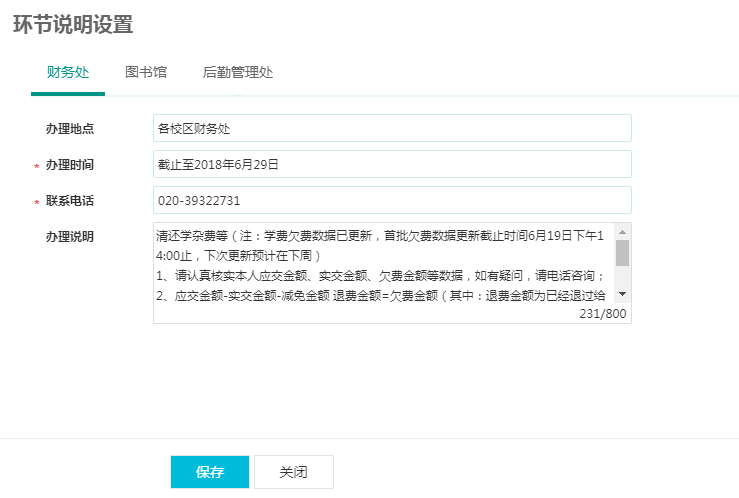 环节说明设置
财务处 图书馆 后勤管理处
办理地点 各校区财务处
* 办理时间 截止至2018年6月29日
* 联系电话 020-39322731
办理说明 清还学杂费等（注：学费欠费数据已更新，首批欠费数据更新截止时间6月19日下午1
4:00止，下次更新预计在下周）
1、请认真核实本人应交金额、实交金额、欠费金额等数据，如有疑问，请电话咨询；
2、应交金额-实交金额-减免金额 退费金额=欠费金额（其中：退费金额为已经退过给
231/800
保存 关闭